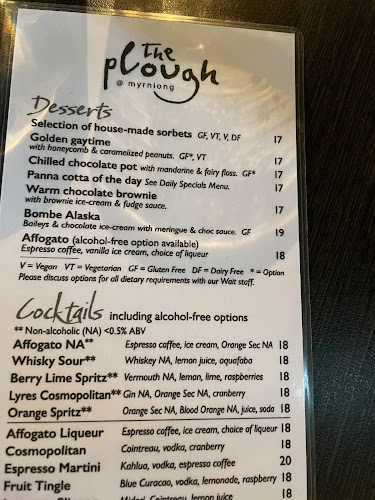 the
plough
@ myrniong
Desserts
Selection of house-made sorbets GF, VT, V, DF 17
Golden gaytime
with honeycomb & caramelized peanuts. GF*, VT 17
Chilled chocolate pot with mandarine & fairy floss. GF* 17
Panna cotta of the day See Daily Specials Menu. 17
Warm chocolate brownie
with brownie ice-cream & fudge sauce. 17
Bombe Alaska
Baileys & chocolate ice-cream with meringue & choc sauce. GF 19
Affogato (alcohol-free option available)
Espresso coffee, vanilla ice cream, choice of liqueur 18
V = Vegan VT = Vegetarian GF = Gluten Free DF = Dairy Free * = Option
Please discuss options for all dietary requirements with our Wait staff.
Cocktails including alcohol-free options
** Non-alcoholic (NA) <0.5% ABV
Affogato NA** Espresso coffee, ice cream, Orange Sec NA 18
Whisky Sour** Whiskey NA, lemon juice, aquafaba 18
Berry Lime Spritz** Vermouth NA, lemon, lime, raspberries 18
Lyres Cosmopolitan** Gin NA, Orange Sec NA, cranberry 18
Orange Spritz** Orange Sec NA, Blood Orange NA, juice, soda 18
Affogato Liqueur Espresso coffee, ice cream, choice of liqueur 18
Cosmopolitan Cointreau, vodka, cranberry 18
Espresso Martini Kahlua, vodka, espresso 20
Fruit Tingle Blue Curacao, vodka, lemonade, raspberry 18
Midori, Cointreau, lemon juice 18